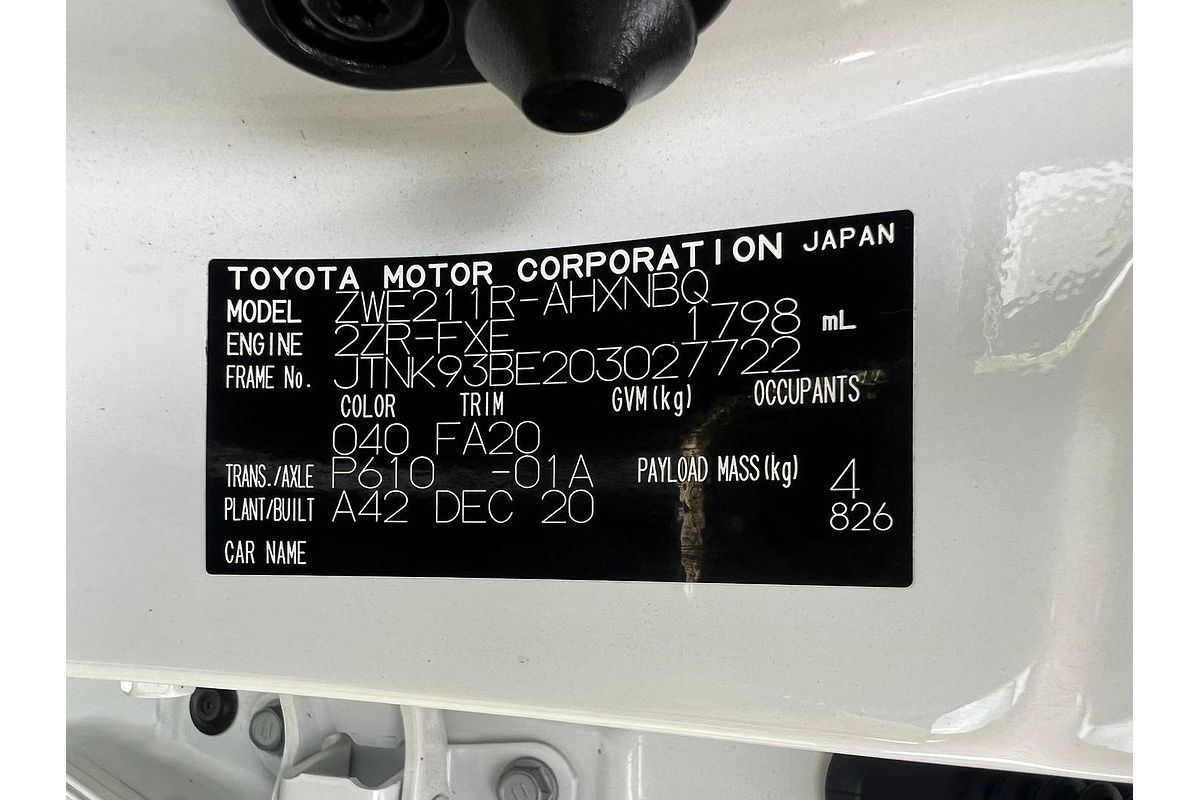 TOYOTA MOTOR CORPORATION JAPAN
MODEL ZWE211R-AHXNBQ
ENGINE 2ZR-FXE 1798 mL
FRAME No. JTNK93BE203027722
COLOR TRIM GVM(kg) OCCUPANTS
040 FA20
TRANS./AXLE P610 -01A PAYLOAD MASS(kg) 4
PLANT/BUILT A42 DEC 20 826
CAR NAME